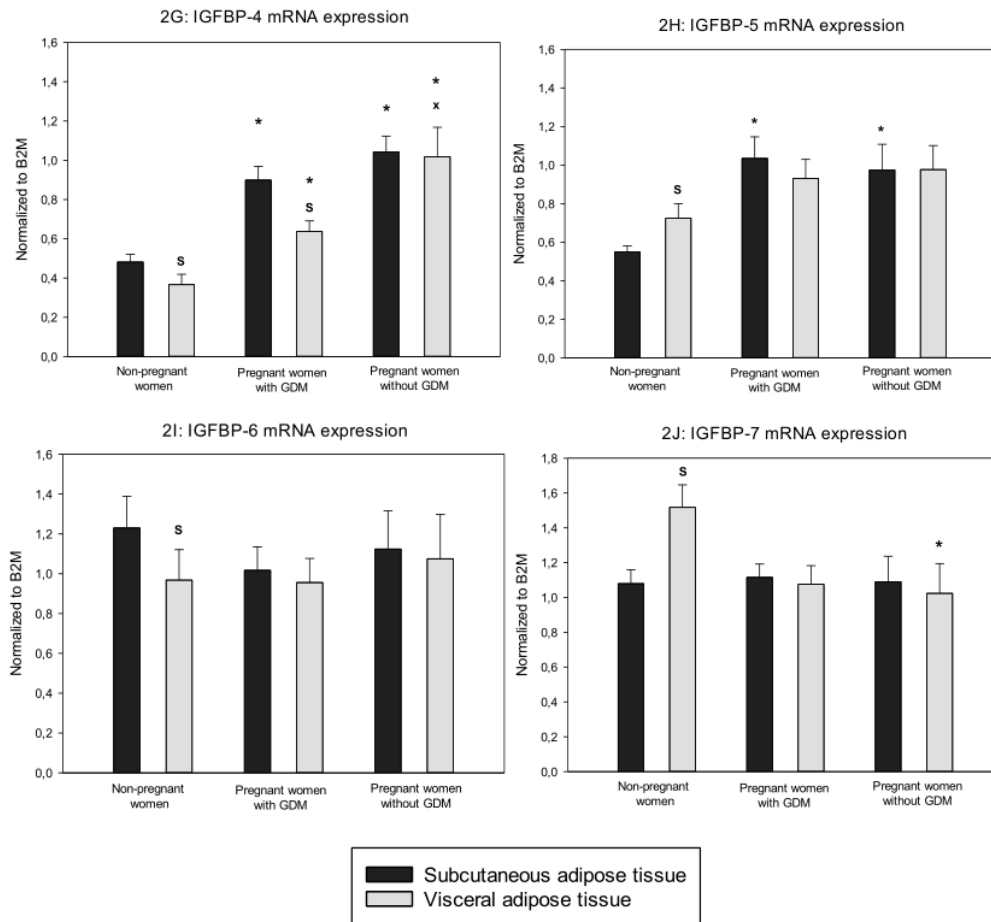 2G: IGFBP-4 mRNA expression
Normalized to B2M
1,6
1,4
1,2
1,0
0,8
0,6
0,4
0,2
0,0
S
*
*
S
*
*
x
Non-pregnant women
Pregnant women with GDM
Pregnant women without GDM
2H: IGFBP-5 mRNA expression
Normalized to B2M
1,6
1,4
1,2
1,0
0,8
0,6
0,4
0,2
0,0
S
*
*
Non-pregnant women
Pregnant women with GDM
Pregnant women without GDM
2I: IGFBP-6 mRNA expression
Normalized to B2M
1,6
1,4
1,2
1,0
0,8
0,6
0,4
0,2
0,0
S
Non-pregnant women
Pregnant women with GDM
Pregnant women without GDM
2J: IGFBP-7 mRNA expression
Normalized to B2M
1,8
1,6
1,4
1,2
1,0
0,8
0,6
0,4
0,2
0,0
S
*
Non-pregnant women
Pregnant women with GDM
Pregnant women without GDM
Subcutaneous adipose tissue
Visceral adipose tissue